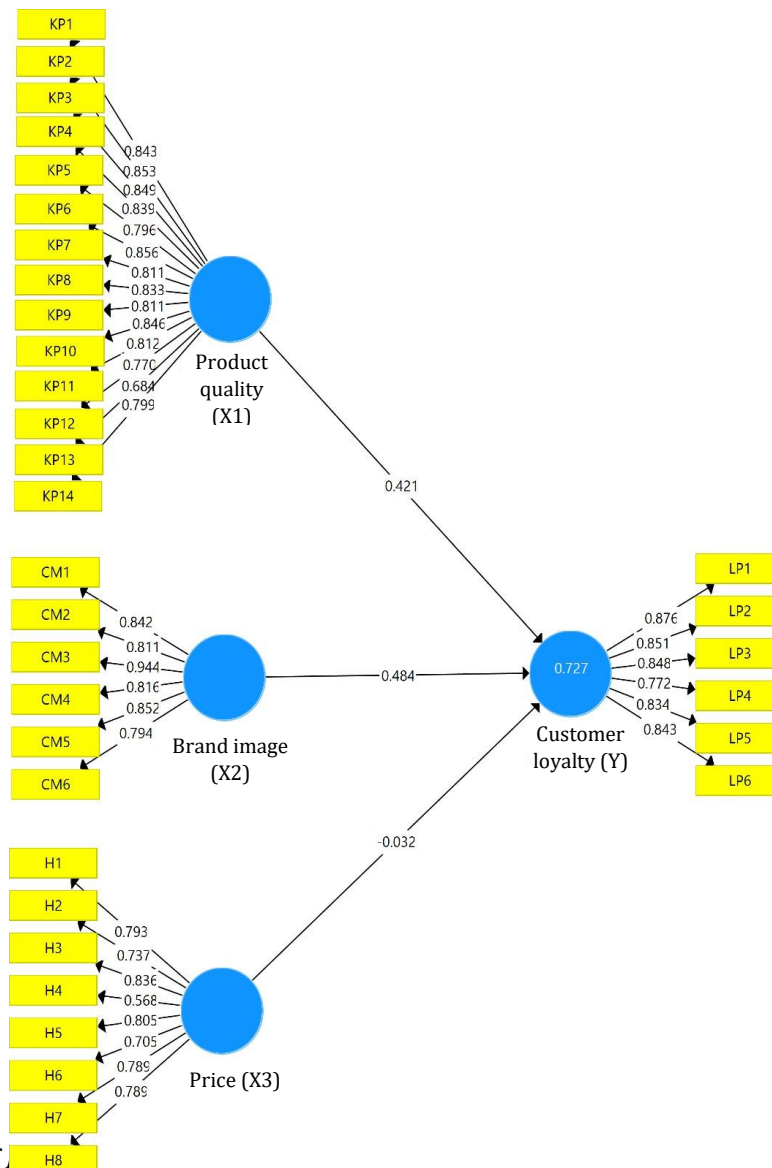 KP1
KP2
KP3
KP4
KP5
KP6
KP7
KP8
KP9
KP10
KP11
KP12
KP13
KP14
0.843
0.853
0.849
0.839
0.796
0.856
0.811
0.833
0.811
0.846
0.812
0.770
0.684
0.799
Product
quality
(X1)
0.421
CM1
CM2
CM3
CM4
CM5
CM6
0.842
0.811
0.944
0.816
0.852
0.794
Brand image
(X2)
0.484
0.727
Customer
loyalty (Y)
0.876
0.851
0.848
0.772
0.834
0.843
LP1
LP2
LP3
LP4
LP5
LP6
-0.032
H1
H2
H3
H4
H5
H6
H7
H8
0.793
0.737
0.836
0.568
0.805
0.705
0.789
0.789
Price (X3)